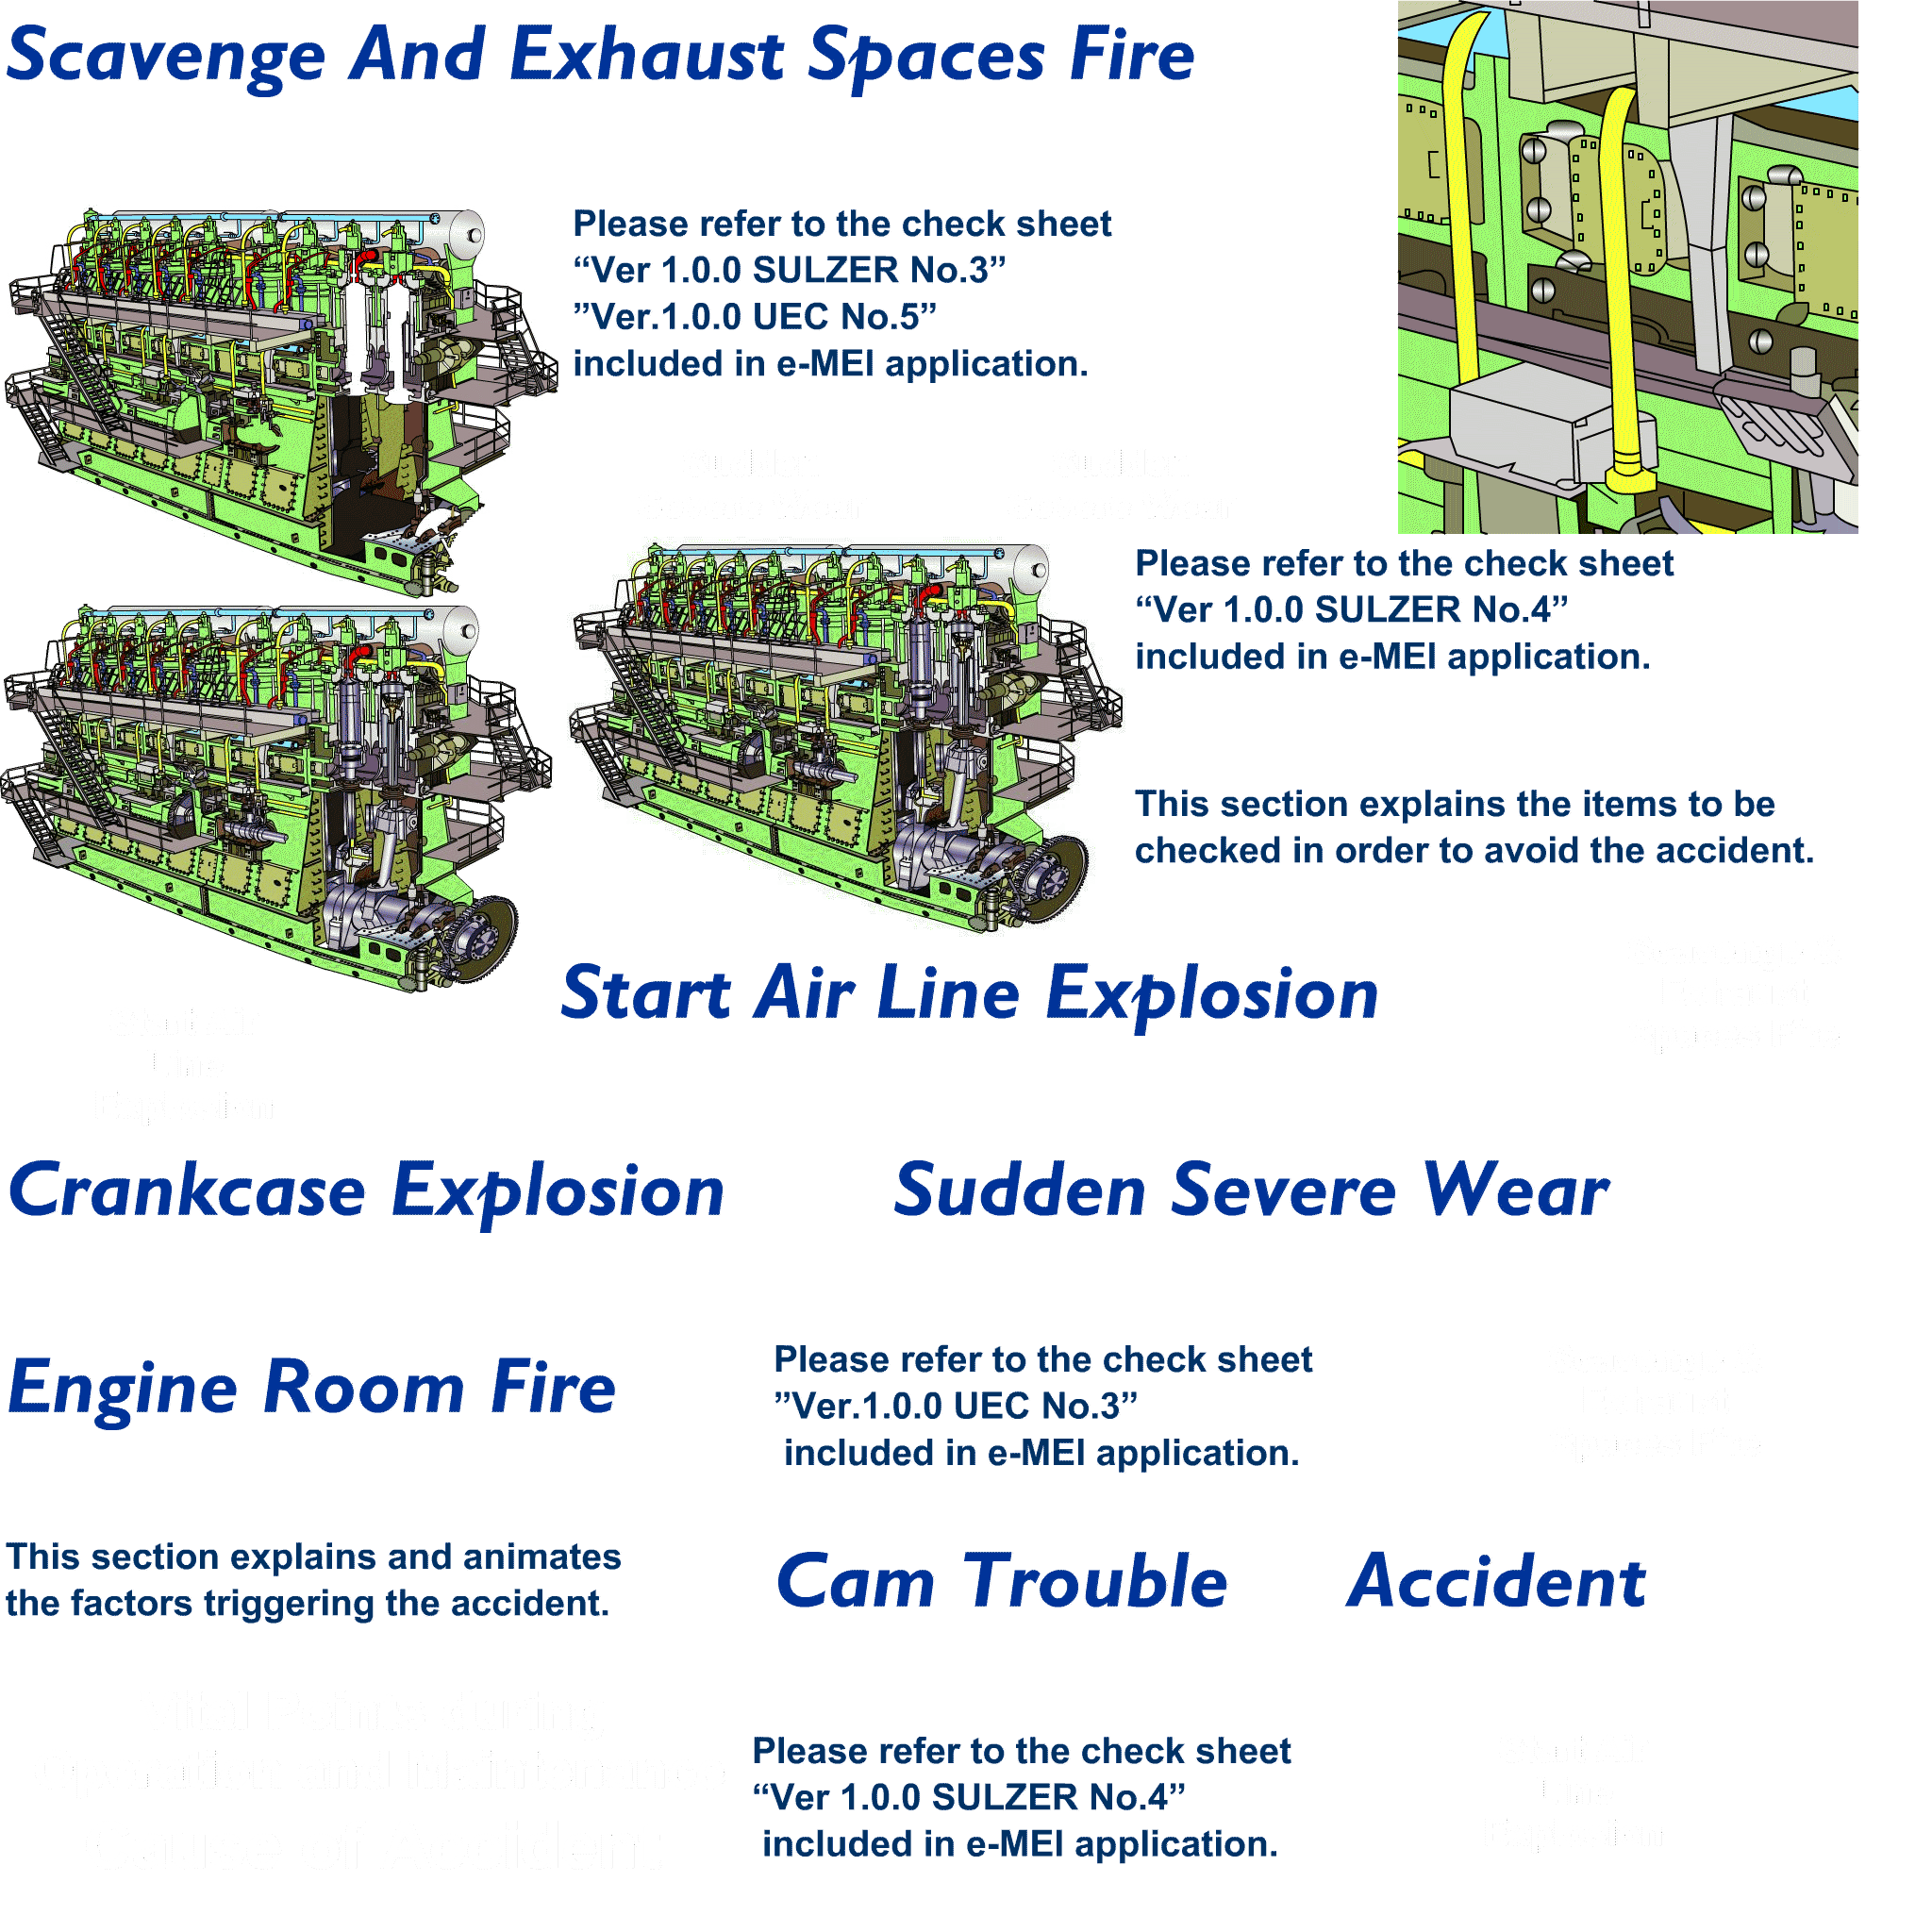 Scavenge And Exhaust Spaces Fire
Please refer to the check sheet
“Ver 1.0.0 SULZER No.3”
”Ver.1.0.0 UEC No.5”
included in e-MEI application.
Please refer to the check sheet
“Ver 1.0.0 SULZER No.4”
included in e-MEI application.
This section explains the items to be
checked in order to avoid the accident.
Start Air Line Explosion
Crankcase Explosion
Sudden Severe Wear
Engine Room Fire
Please refer to the check sheet
”Ver.1.0.0 UEC No.3”
included in e-MEI application.
This section explains and animates
the factors triggering the accident.
Cam Trouble
Accident
Please refer to the check sheet
“Ver 1.0.0 SULZER No.4”
included in e-MEI application.